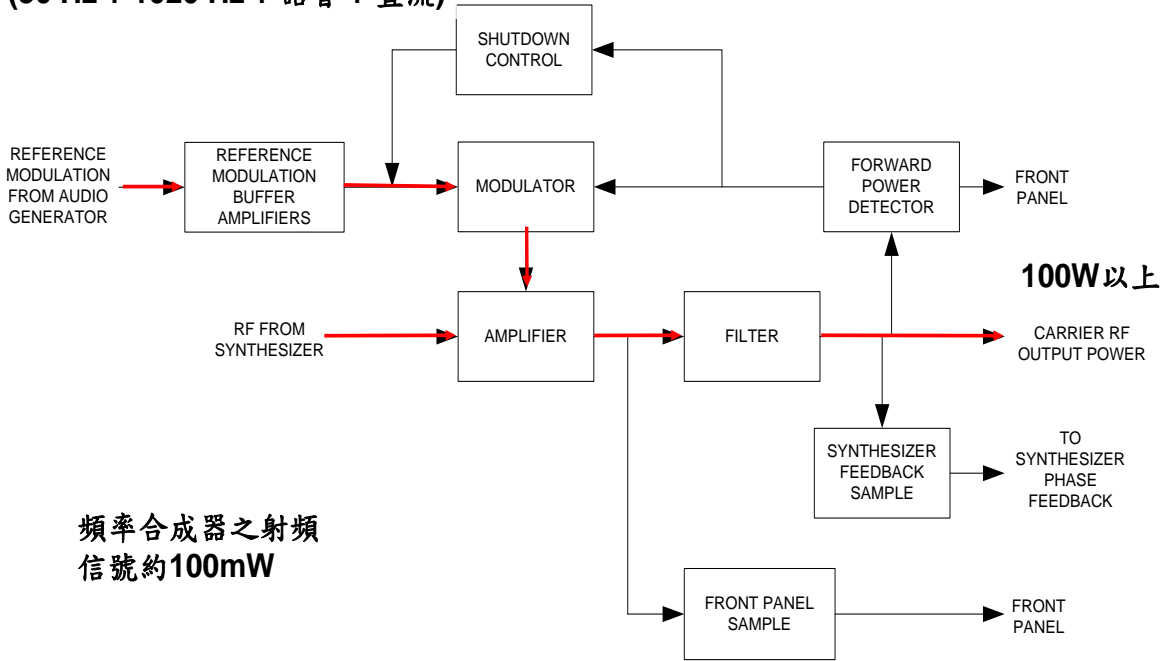 SHUTDOWN
CONTROL
REFERENCE
MODULATION
FROM AUDIO
GENERATOR
REFERENCE
MODULATION
BUFFER
AMPLIFIERS
MODULATOR
FORWARD
POWER
DETECTOR
FRONT
PANEL
100W以上
RF FROM
SYNTHESIZER
AMPLIFIER
FILTER
CARRIER RF
OUTPUT POWER
SYNTHESIZER
FEEDBACK
SAMPLE
TO
SYNTHESIZER
PHASE
FEEDBACK
頻率合成器之射頻
信號約100mW
FRONT PANEL
SAMPLE
FRONT
PANEL